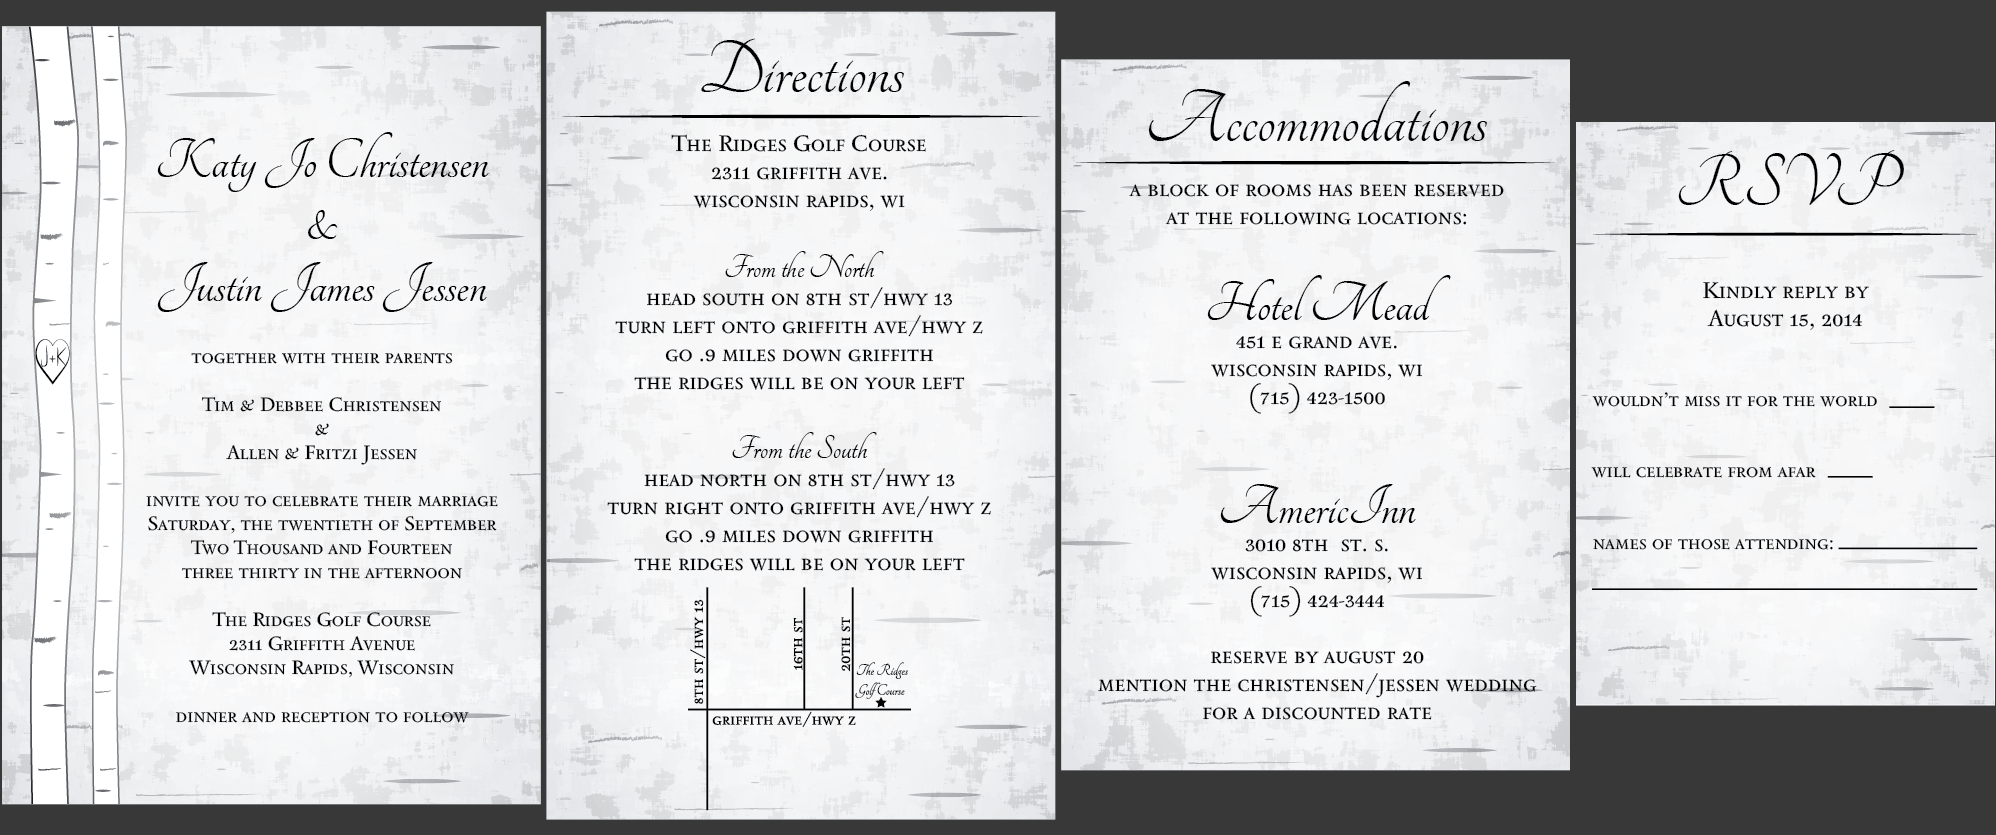 Katy Jo Christensen
&
Justin James Jessen
J+K
TOGETHER WITH THEIR PARENTS
TIM & DEBBEE CHRISTENSEN
&
ALLEN & FRITZI JESSEN
INVITE YOU TO CELEBRATE THEIR MARRIAGE
SATURDAY, THE TWENTIETH OF SEPTEMBER
TWO THOUSAND AND FOURTEEN
THREE THIRTY IN THE AFTERNOON
THE RIDGES GOLF COURSE
2311 GRIFFITH AVENUE
WISCONSIN RAPIDS, WISCONSIN
DINNER AND RECEPTION TO FOLLOW
Directions
THE RIDGES GOLF COURSE
2311 GRIFFITH AVE.
WISCONSIN RAPIDS, WI
From the North
HEAD SOUTH ON 8TH ST/HWY 13
TURN LEFT ONTO GRIFFITH AVE/HWY Z
GO .9 MILES DOWN GRIFFITH
THE RIDGES WILL BE ON YOUR LEFT
From the South
HEAD NORTH ON 8TH ST/HWY 13
TURN RIGHT ONTO GRIFFITH AVE/HWY Z
GO .9 MILES DOWN GRIFFITH
THE RIDGES WILL BE ON YOUR LEFT
8TH ST/HWY 13
16TH ST
20TH ST
The Ridges
Golf Course
GRIFFITH AVE/HWY Z
Accommodations
A BLOCK OF ROOMS HAS BEEN RESERVED
AT THE FOLLOWING LOCATIONS:
Hotel Mead
451 E GRAND AVE.
WISCONSIN RAPIDS, WI
(715) 423-1500
AmericInn
3010 8TH ST. S.
WISCONSIN RAPIDS, WI
(715) 424-3444
RESERVE BY AUGUST 20
MENTION THE CHRISTENSEN/JESSEN WEDDING
FOR A DISCOUNTED RATE
RSVP
KINDLY REPLY BY
AUGUST 15, 2014
WOULDN'T MISS IT FOR THE WORLD
WILL CELEBRATE FROM AFAR
NAMES OF THOSE ATTENDING: